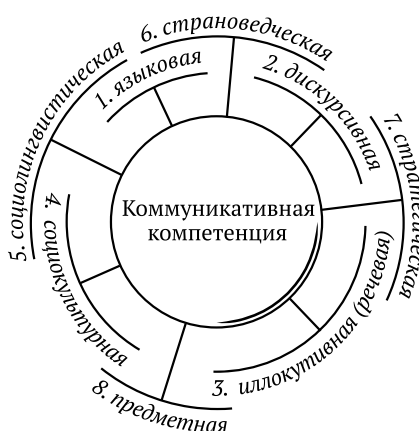 Коммуникативная
компетенция
1. языковая
2. дискурсивная
3. иллокутивная (речевая)
4. социокультурная
5. социолингвистическая
6. страноведческая
7. стратегическая
8. предметная